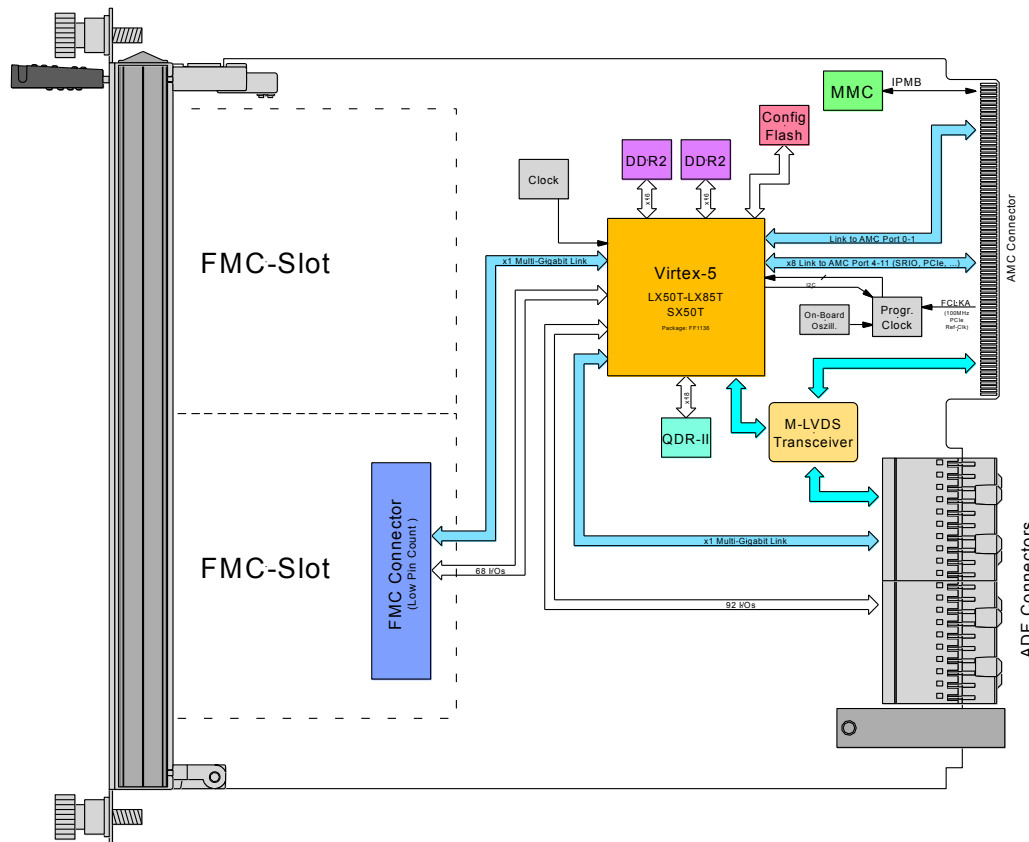 MMC
IPMB
Config
Flash
DDR2
DDR2
Clock
x16
x16
AMC Connector
Link to AMC Port 0-1
FMC-Slot
x1 Multi-Gigabit Link
Virtex-5
x8 Link to AMC Port 4-11 (SRIO, PCIe, ...)
I2C
LX50T-LX85T
SX50T
Package: FF1136
On-Board
Oszill.
Progr.
Clock
FCLKA
(100MHz
PCIe
Ref-Clk)
x18
QDR-II
M-LVDS
Transceiver
FMC-Slot
FMC Connector
(Low Pin Count )
x1 Multi-Gigabit Link
68 I/Os
92 I/Os
ADF Connectors